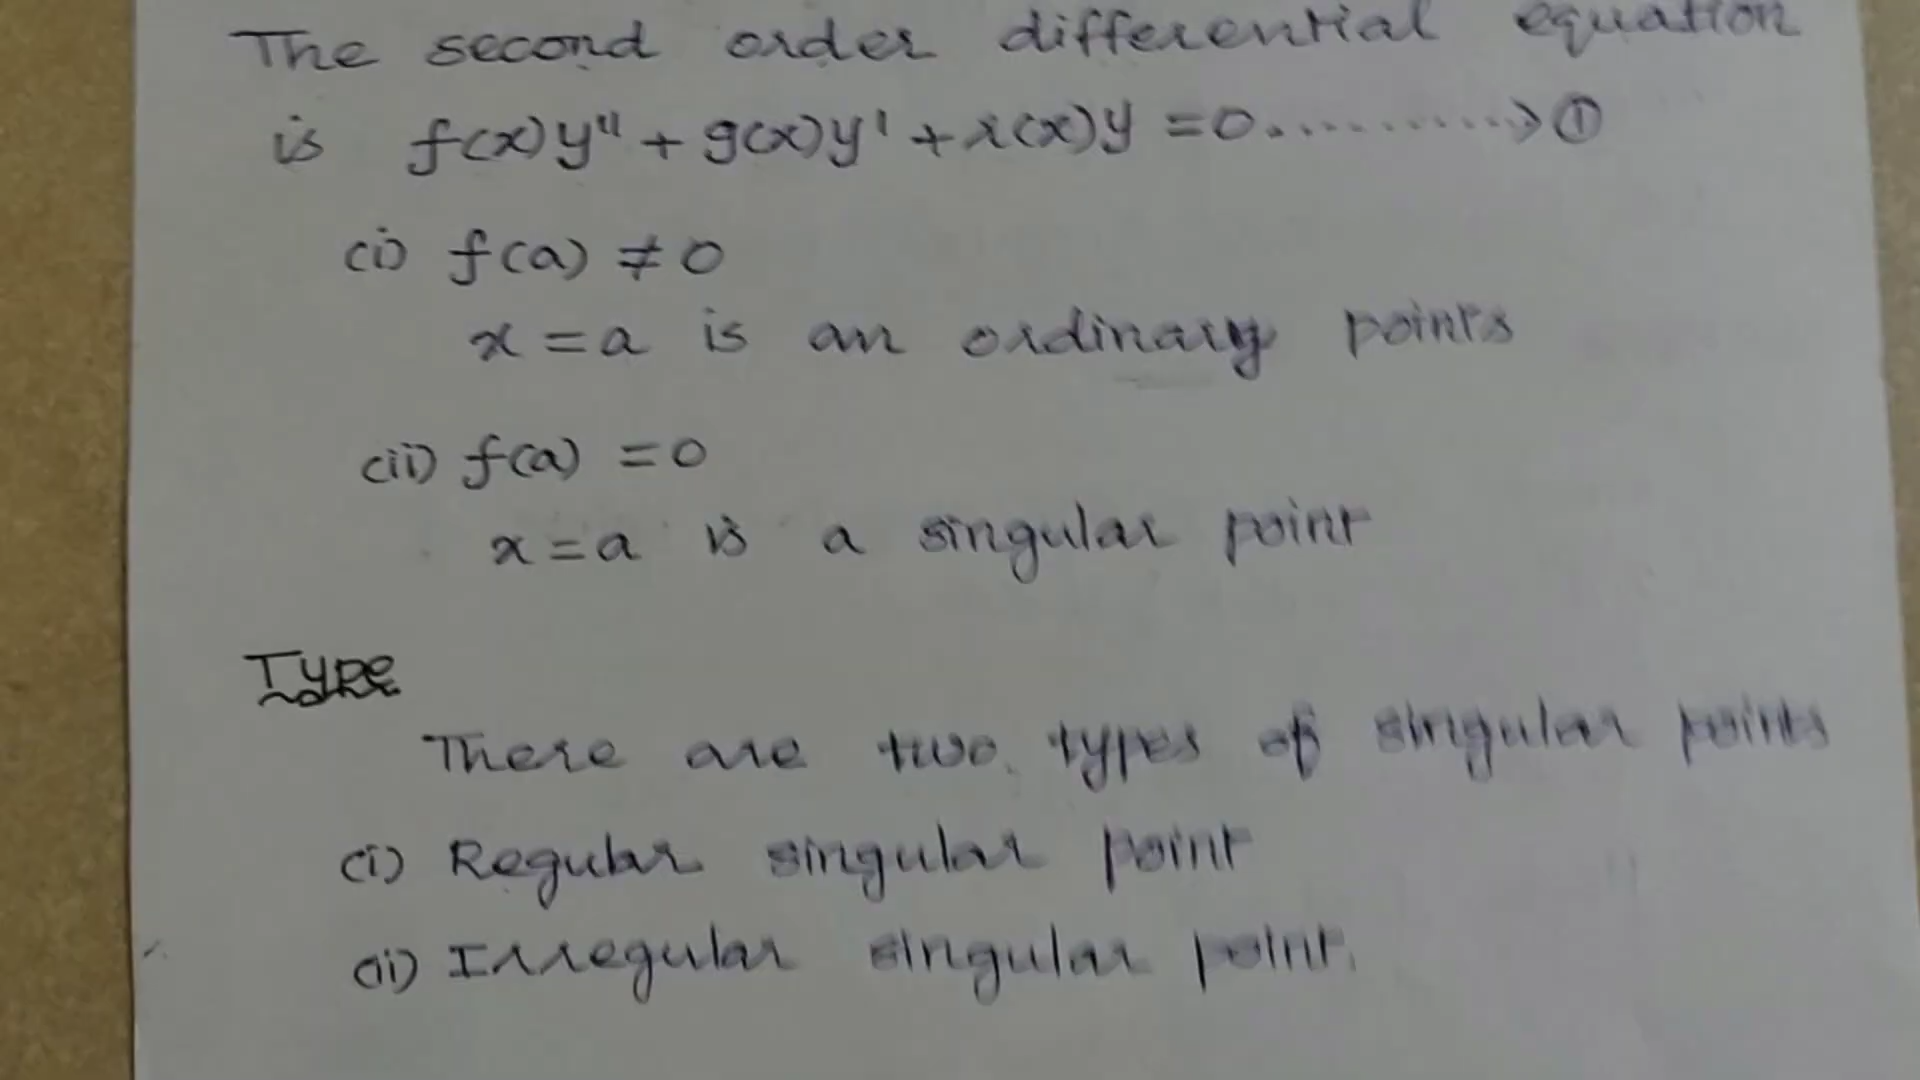 The second order differential equation
is f(x)y" + g(x)y' + r(x)y = 0..........> ①
(i) f(a) ≠ 0
x = a is an ordinary points
(ii) f(a) = 0
x = a is a singular point
Type
There are two types of singular points
(i) Regular singular point
(ii) Irregular singular point.